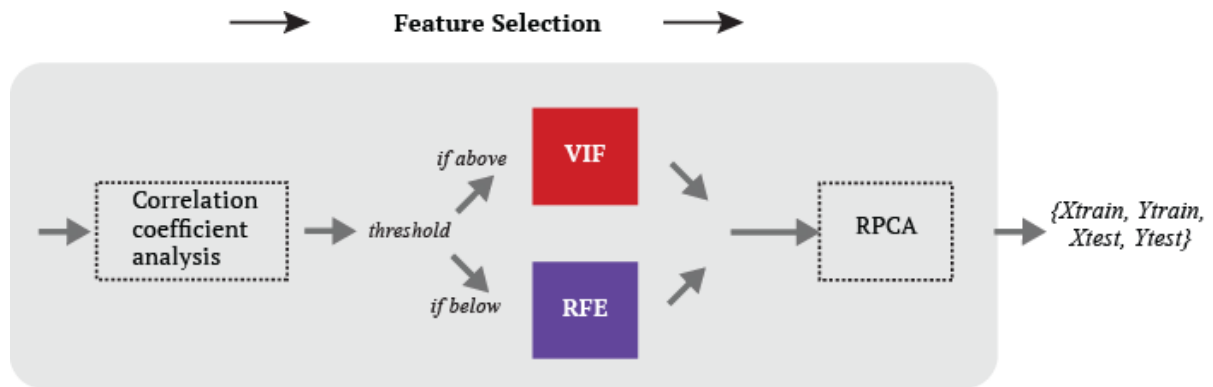 Feature Selection
Correlation
coefficient
analysis
threshold
if above
VIF
if below
RFE
RPCA
{Xtrain, Ytrain,
Xtest, Ytest}